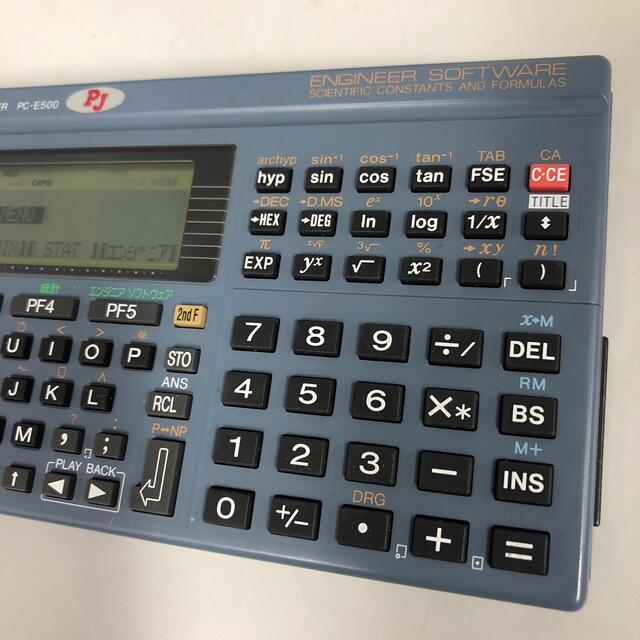 ER PC-E500 PJ
ENGINEER SOFTWARE
SCIENTIFIC CONSTANTS AND FORMULAS
CAPS
MENU
IX][ STAT ][エンジニア]
archyp sin⁻¹ cos⁻¹ tan⁻¹ TAB CA
hyp sin cos tan FSE C·CE
→DEC →D.MS eˣ 10ˣ →rθ TITLE
→HEX →DEG ln log 1/x ↕
π ˣ√y ³√ % →xy n!
EXP yˣ √ x² ( )
統計 エンジニア ソフトウェア
PF4 PF5 2nd F
< > @
U I O P STO
ANS
J K L RCL
? : P↔NP
M , ;
PLAY BACK
↑ ◀ ▶
x→M
7 8 9 ÷/ DEL
RM
4 5 6 ×* BS
M+
1 2 3 − INS
DRG
0 +/− • + =